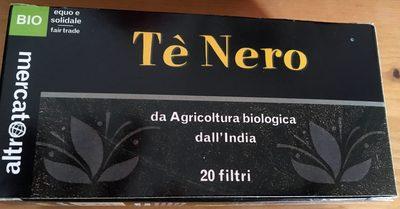 BIO
equo e
solidale
fair trade
altromercato
Tè Nero
da Agricoltura biologica
dall'India
20 filtri